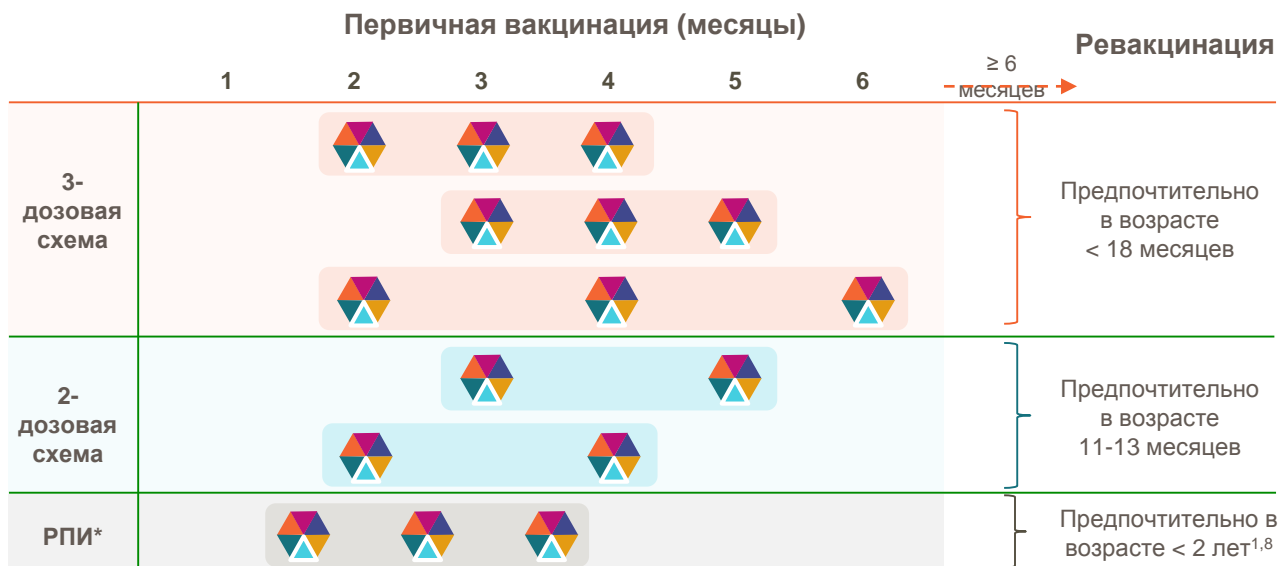 Первичная вакцинация (месяцы)
Ревакцинация
1 2 3 4 5 6
≥ 6
месяцев
3-
дозовая
схема
Предпочтительно
в возрасте
< 18 месяцев
2-
дозовая
схема
Предпочтительно
в возрасте
11-13 месяцев
РПИ*
Предпочтительно в
возрасте < 2 лет¹,⁸